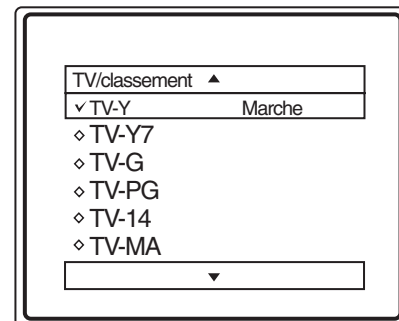 TV/classement ▲
✓ TV-Y Marche
◇ TV-Y7
◇ TV-G
◇ TV-PG
◇ TV-14
◇ TV-MA
▼